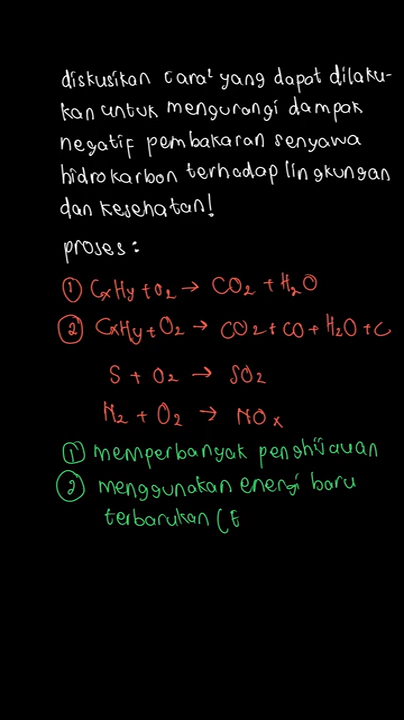 diskusikan cara² yang dapat dilaku-
kan untuk mengurangi dampak
negatif pembakaran senyawa
hidrokarbon terhadap lingkungan
dan kesehatan!
proses:
① CxHy + O₂ → CO₂ + H₂O
② CxHy + O₂ → CO₂ + CO + H₂O + C
S + O₂ → SO₂
N₂ + O₂ → NOx
① memperbanyak penghijauan
② menggunakan energi baru
terbarukan (E